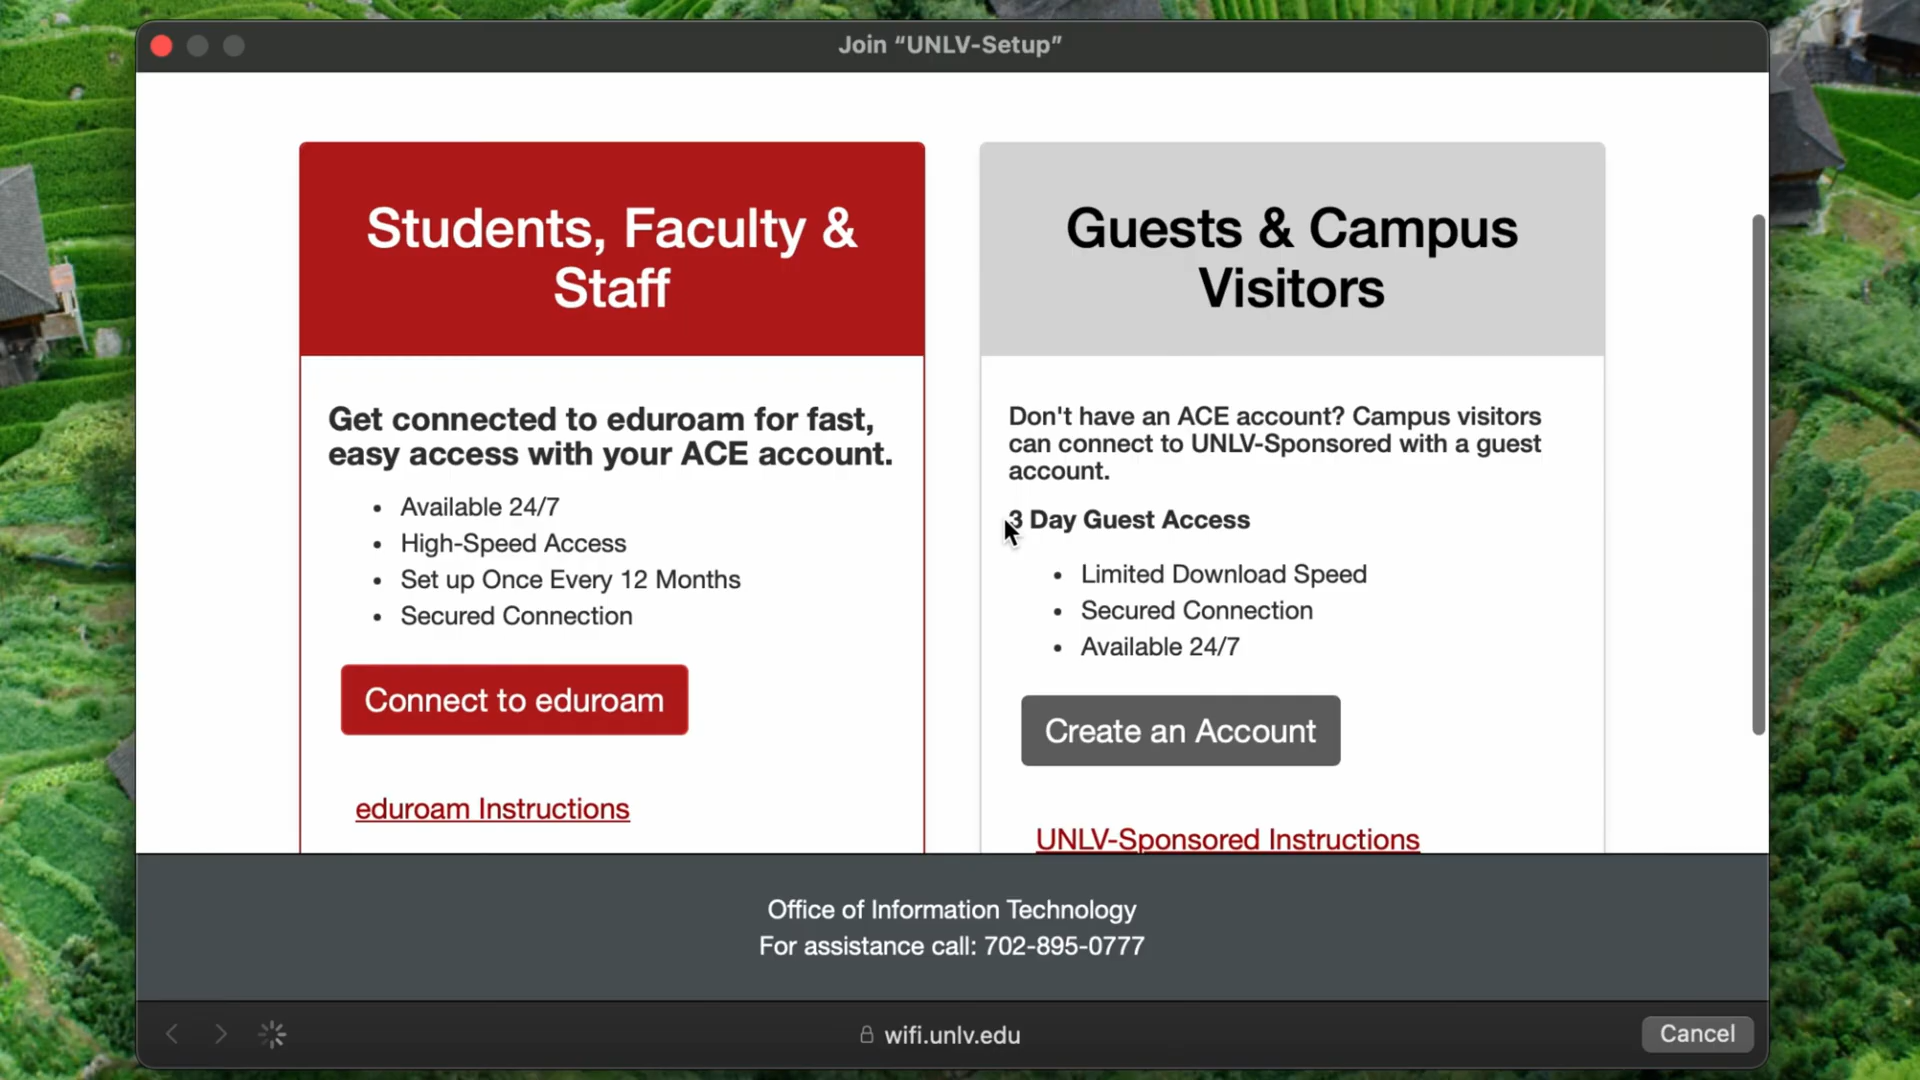 Join “UNLV-Setup”
Students, Faculty &
Staff
Get connected to eduroam for fast,
easy access with your ACE account.
• Available 24/7
• High-Speed Access
• Set up Once Every 12 Months
• Secured Connection
Connect to eduroam
eduroam Instructions
Guests & Campus
Visitors
Don't have an ACE account? Campus visitors
can connect to UNLV-Sponsored with a guest
account.
3 Day Guest Access
• Limited Download Speed
• Secured Connection
• Available 24/7
Create an Account
UNLV-Sponsored Instructions
Office of Information Technology
For assistance call: 702-895-0777
wifi.unlv.edu
Cancel